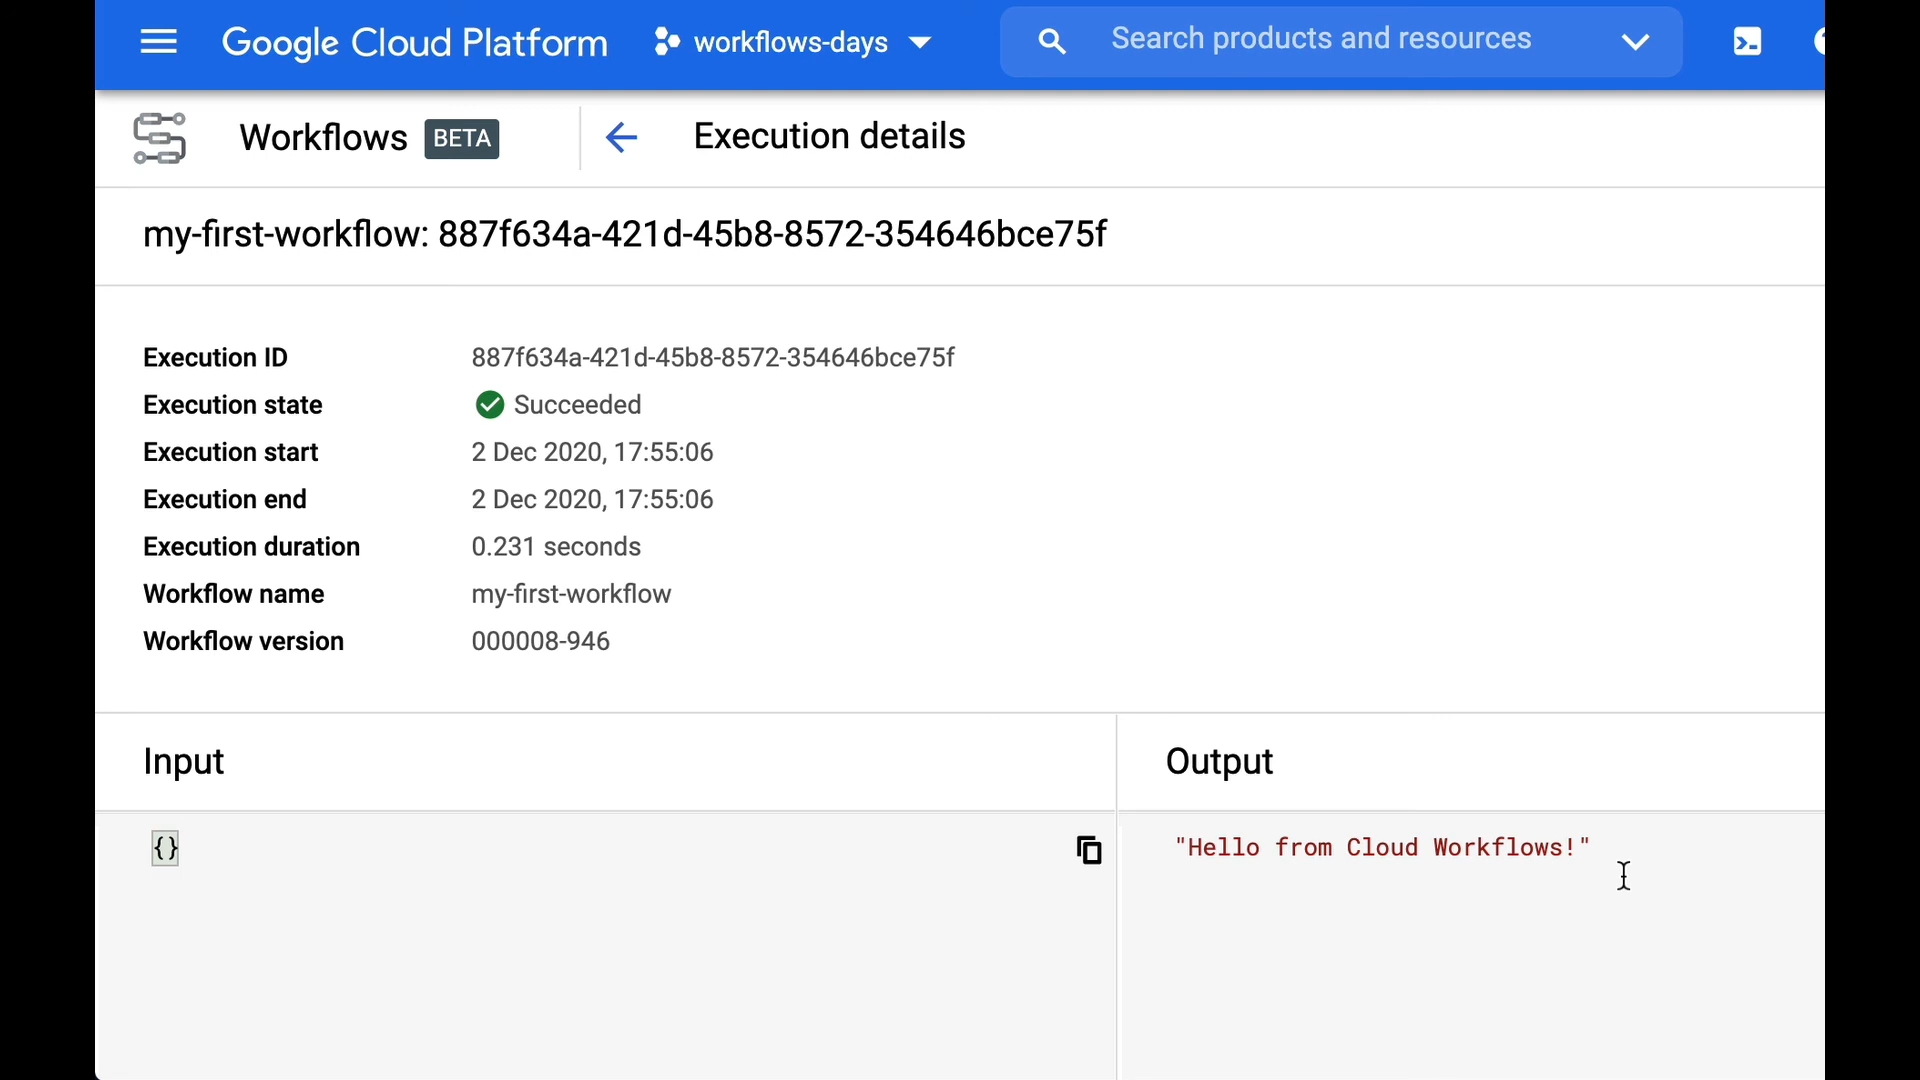 Google Cloud Platform workflows-days Search products and resources
Workflows BETA Execution details
my-first-workflow: 887f634a-421d-45b8-8572-354646bce75f
Execution ID 887f634a-421d-45b8-8572-354646bce75f
Execution state Succeeded
Execution start 2 Dec 2020, 17:55:06
Execution end 2 Dec 2020, 17:55:06
Execution duration 0.231 seconds
Workflow name my-first-workflow
Workflow version 000008-946
Input Output
{} "Hello from Cloud Workflows!"